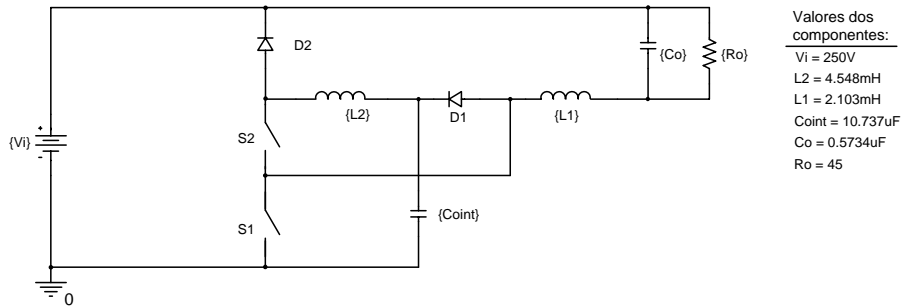 D2
{Co}
{Ro}
{L2}
D1
{L1}
{Vi}
+
-
S2
S1
{Coint}
0
Valores dos
componentes:
Vi = 250V
L2 = 4.548mH
L1 = 2.103mH
Coint = 10.737uF
Co = 0.5734uF
Ro = 45